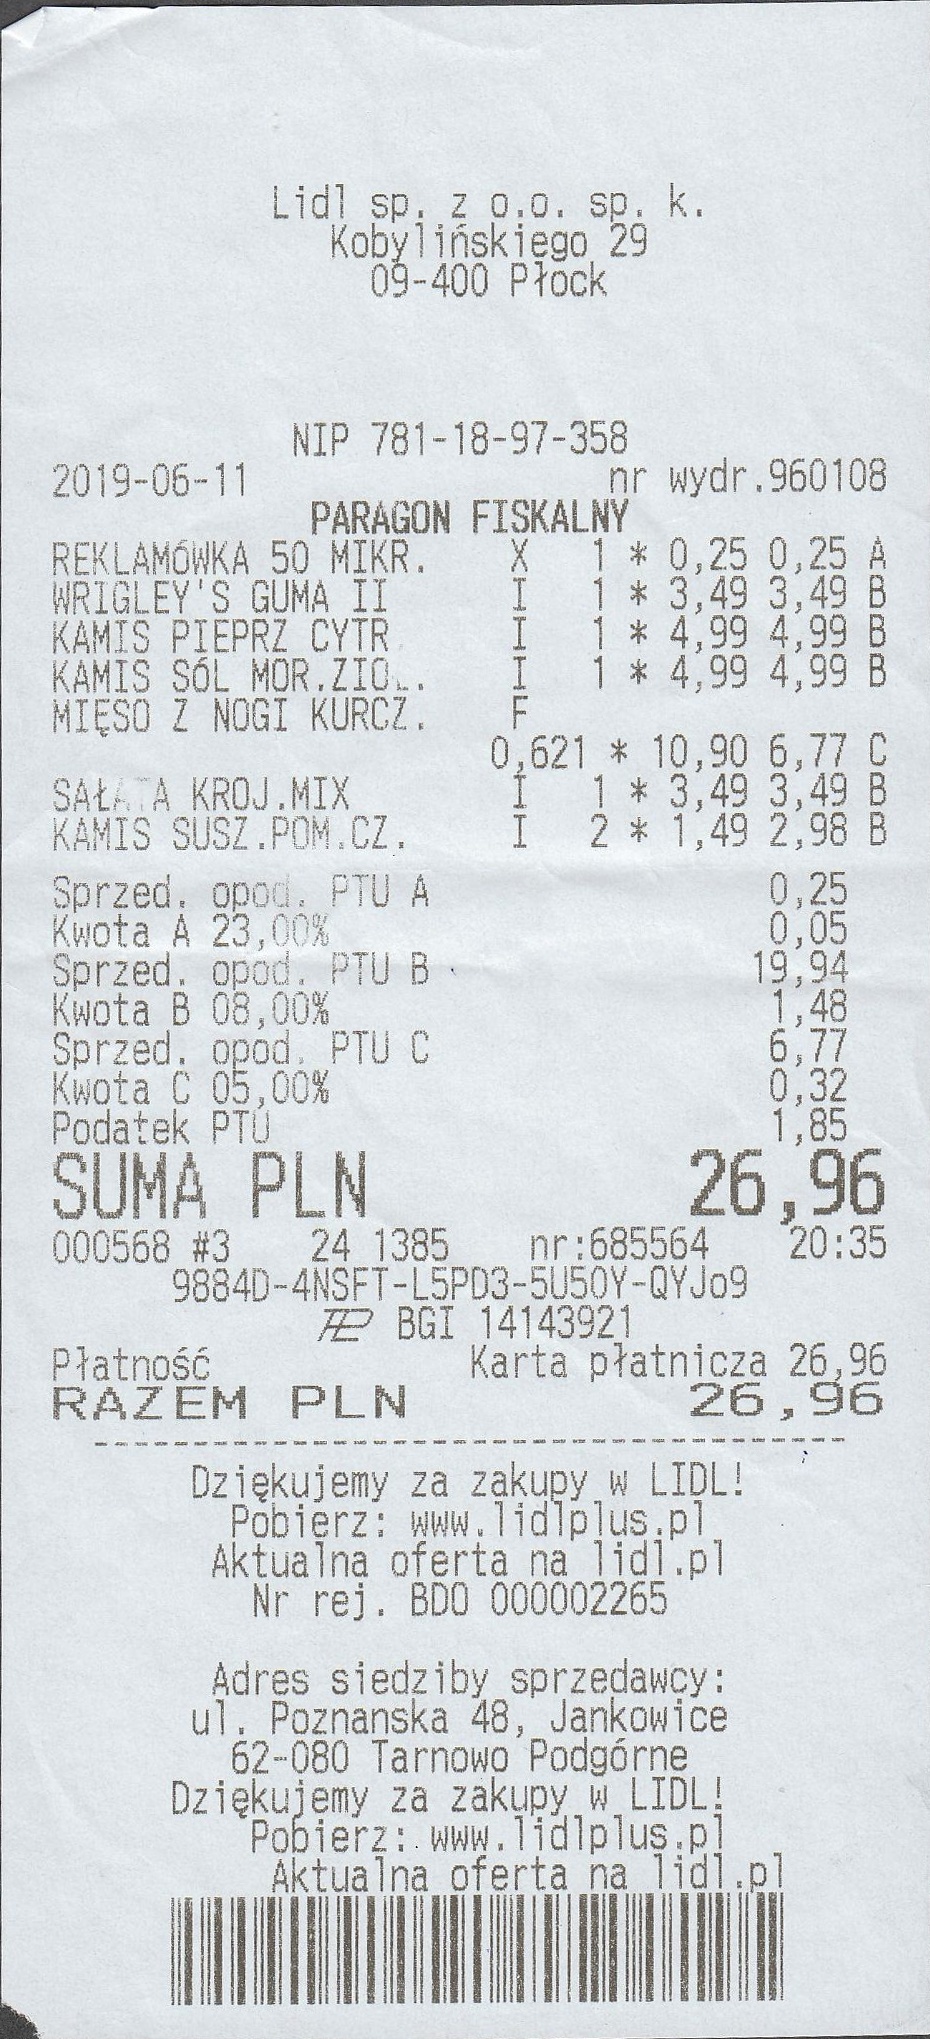 Lidl sp. z o.o. sp. k.
Kobylińskiego 29
09-400 Płock
NIP 781-18-97-358
2019-06-11 nr wydr.960108
PARAGON FISKALNY
REKLAMÓWKA 50 MIKR. X 1 * 0,25 0,25 A
WRIGLEY'S GUMA II I 1 * 3,49 3,49 B
KAMIS PIEPRZ CYTR I 1 * 4,99 4,99 B
KAMIS SÓL MOR.ZIOL. I 1 * 4,99 4,99 B
MIĘSO Z NOGI KURCZ. F
0,621 * 10,90 6,77 C
SAŁATA KROJ.MIX I 1 * 3,49 3,49 B
KAMIS SUSZ.POM.CZ. I 2 * 1,49 2,98 B
Sprzed. opod. PTU A 0,25
Kwota A 23,00% 0,05
Sprzed. opod. PTU B 19,94
Kwota B 08,00% 1,48
Sprzed. opod. PTU C 6,77
Kwota C 05,00% 0,32
Podatek PTU 1,85
SUMA PLN 26,96
000568 #3 24 1385 nr:685564 20:35
9884D-4NSFT-L5PD3-5U5OY-QYJo9
BGI 14143921
Płatność Karta płatnicza 26,96
RAZEM PLN 26,96
Dziękujemy za zakupy w LIDL!
Pobierz: www.lidlplus.pl
Aktualna oferta na lidl.pl
Nr rej. BDO 000002265
Adres siedziby sprzedawcy:
ul. Poznanska 48, Jankowice
62-080 Tarnowo Podgórne
Dziękujemy za zakupy w LIDL!
Pobierz: www.lidlplus.pl
Aktualna oferta na lidl.pl